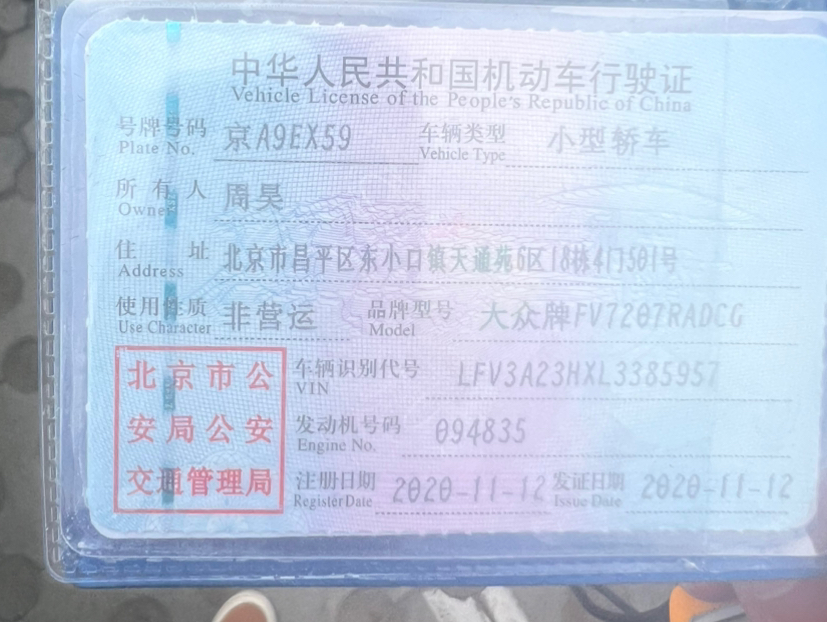 中华人民共和国机动车行驶证
Vehicle License of the People's Republic of China
号牌号码 京A9EX59 车辆类型 小型轿车
Plate No. Vehicle Type
所有人 周昊
Owner
住址 北京市昌平区东小口镇天通苑6区18栋4门501号
Address
使用性质 非营运 品牌型号 大众牌FV7207RADCG
Use Character Model
北京市公 车辆识别代号 LFV3A23HXL3385957
VIN
安局公安 发动机号码 094835
Engine No.
交通管理局 注册日期 2020-11-12 发证日期 2020-11-12
Register Date Issue Date